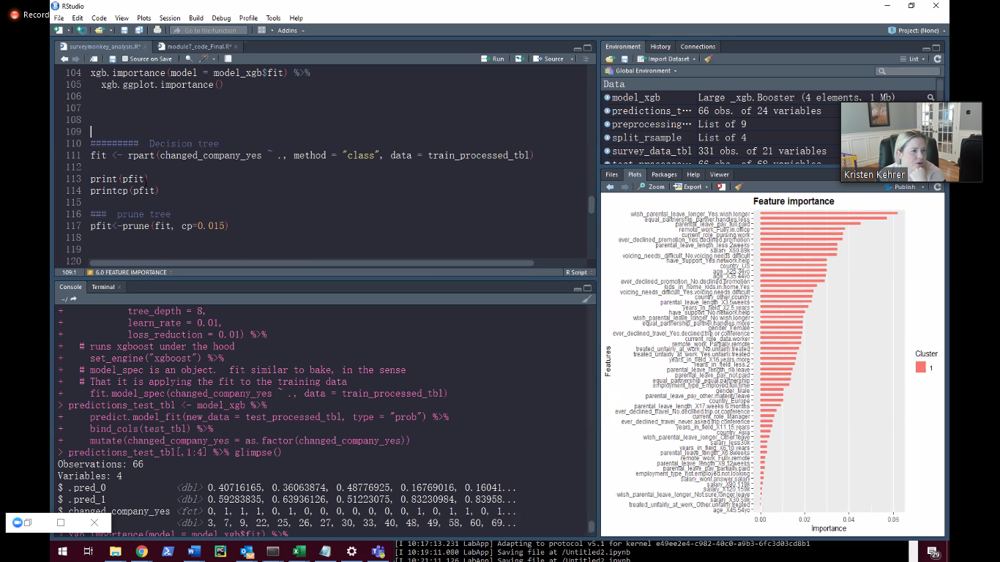 Record
RStudio
File Edit Code View Plots Session Build Debug Profile Tools Help
Go to file/function Addins Project: (None)
surveymonkey_analysis.R* module7_code_Final.R*
Source on Save Run Source
104 xgb.importance(model = model_xgb$fit) %>%
105 xgb.ggplot.importance()
106
107
108
109
110 ######### Decision tree
111 fit <- rpart(changed_company_yes ~ ., method = "class", data = train_processed_tbl)
112
113 print(pfit)
114 printcp(pfit)
115
116 ### prune tree
117 pfit<-prune(fit, cp=0.015)
118
119
120
109:1 6.0 FEATURE IMPORTANCE R Script
Console Terminal
~/
+ tree_depth = 8,
+ learn_rate = 0.01,
+ loss_reduction = 0.01) %>%
+ # runs xgboost under the hood
+ set_engine("xgboost") %>%
+ # model_spec is an object. fit similar to bake, in the sense
+ # That it is applying the fit to the training data
+ fit.model_spec(changed_company_yes ~ ., data = train_processed_tbl)
> predictions_test_tbl <- model_xgb %>%
+ predict.model_fit(new_data = test_processed_tbl, type = "prob") %>%
+ bind_cols(test_tbl) %>%
+ mutate(changed_company_yes = as.factor(changed_company_yes))
> predictions_test_tbl[,1:4] %>% glimpse()
Observations: 66
Variables: 4
$ .pred_0 <dbl> 0.40716165, 0.36063874, 0.48776925, 0.16769016, 0.16041...
$ .pred_1 <dbl> 0.59283835, 0.63936126, 0.51223075, 0.83230984, 0.83958...
$ changed_company_yes <fct> 0, 1, 1, 0, 1, 0, 0, 0, 0, 0, 1, 0, 1, 1, 0...
<dbl> 3, 7, 9, 22, 25, 26, 27, 30, 33, 40, 48, 49, 58, 60, 69...
> xgb.importance(model = model_xgb$fit) %>%
Environment History Connections
Import Dataset List
Global Environment
Data
model_xgb Large _xgb.Booster (4 elements, 1 Mb)
predictions_t… 66 obs. of 24 variables
preprocessing… List of 9
split_rsample List of 4
survey_data_tbl 331 obs. of 21 variables
test_processe… 66 obs. of 68 variables
Kristen Kehrer
Files Plots Packages Help Viewer
Zoom Export Publish
Feature importance
wish_parental_leave_longer_Yes.wish.longer
equal_partnership_partner.handles.less
parental_leave_pay_full.paid
remote_work_Fully.in.office
current_role_pursing.work
ever_declined_promotion_Yes.declined.promotion
parental_leave_length_less.2weeks
salary_X60.89k
voicing_needs_difficult_No.voicing.needs.difficult
have_support_Yes.network.help
country_US
age_X25.34yo
age_X35.44yo
ever_declined_promotion_No.declined.promotion
kids_in_home_kids.in.home.Yes
voicing_needs_difficult_Yes.voicing.needs.difficult
country_other.country
parental_leave_length_X3.5weeks
years_in_field_X2.5.years
have_support_No.network.help
wish_parental_leave_longer_No.wish.longer
equal_partnership_partner.handles.more
gender_Female
ever_declined_travel_Yes.declined.trip.or.conference
current_role_data.worker
remote_work_Partially.remote
treated_unfairly_at_work_No.unfairly.treated
treated_unfairly_at_work_Yes.unfairly.treated
years_in_field_X16.years.more
years_in_field_less.2
parental_leave_length_no.leave
parental_leave_pay_not.paid
equal_partnership_equal.partnership
employment_type_Employed.full.time
gender_Male
parental_leave_pay_other.maternity.leave
country_Europe
parental_leave_length_X17.weeks.6.months
ever_declined_travel_No.declined.trip.or.conference
current_role_Manager
ever_declined_travel_never.asked.trip.conference
years_in_field_X11.15.years
country_Asia
wish_parental_leave_longer_Other.leave
salary_less30k
years_in_field_X6.10.years
parental_leave_length_X6.8weeks
remote_work_Fully.remote
parental_leave_length_X9.12weeks
parental_leave_pay_partially.paid
employment_type_not.employed.not.looking
salary_wont.answer.salary
salary_X90.119k
salary_X120.159k
wish_parental_leave_longer_Not.sure.longer.leave
salary_X30.59k
treated_unfairly_at_work_Other.unfairly.treated
age_X45.54yo
Features
0.00 0.02 0.04 0.06
Importance
Cluster
1
[I 10:17:13.231 LabApp] Adapting to protocol v5.1 for kernel e49ee2e4-c982-40c0-a9b3-6fc3d03cd8b1
[I 10:19:11.080 LabApp] Saving file at /Untitled2.ipynb
[I 10:21:11.126 LabApp] Saving file at /Untitled2.ipynb
29